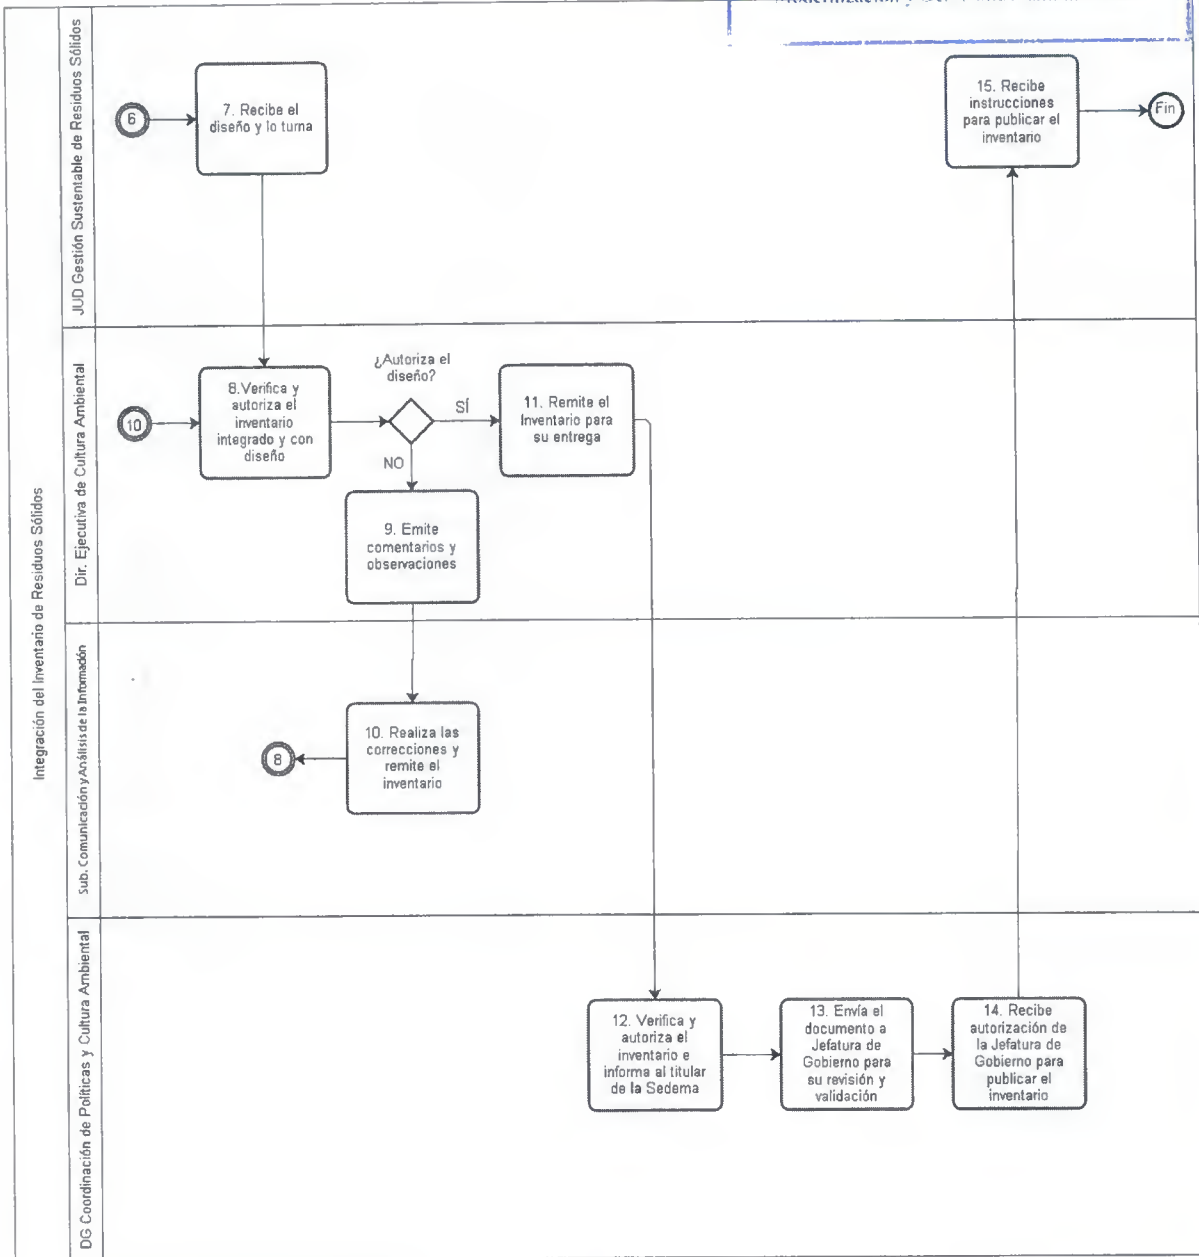 Integración del Inventario de Residuos Sólidos
JUD Gestión Sustentable de Residuos Sólidos
6
7. Recibe el
diseño y lo turna
15. Recibe
instrucciones
para publicar el
inventario
Fin
Dir. Ejecutiva de Cultura Ambiental
10
8.Verifica y
autoriza el
inventario
integrado y con
diseño
¿Autoriza el
diseño?
SÍ
NO
11. Remite el
Inventario para
su entrega
9. Emite
comentarios y
observaciones
Sub. Comunicación y Análisis de la Información
8
10. Realiza las
correcciones y
remite el
inventario
DG Coordinación de Políticas y Cultura Ambiental
12. Verifica y
autoriza el
inventario e
informa al titular
de la Sedema
13. Envía el
documento a
Jefatura de
Gobierno para
su revisión y
validación
14. Recibe
autorización de
la Jefatura de
Gobierno para
publicar el
inventario